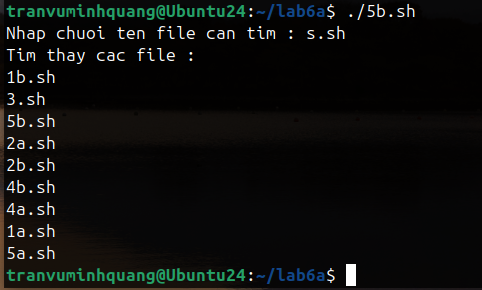 tranvuminhquang@Ubuntu24:~/lab6a$ ./5b.sh
Nhap chuoi ten file can tim : s.sh
Tim thay cac file :
1b.sh
3.sh
5b.sh
2a.sh
2b.sh
4b.sh
4a.sh
1a.sh
5a.sh
tranvuminhquang@Ubuntu24:~/lab6a$